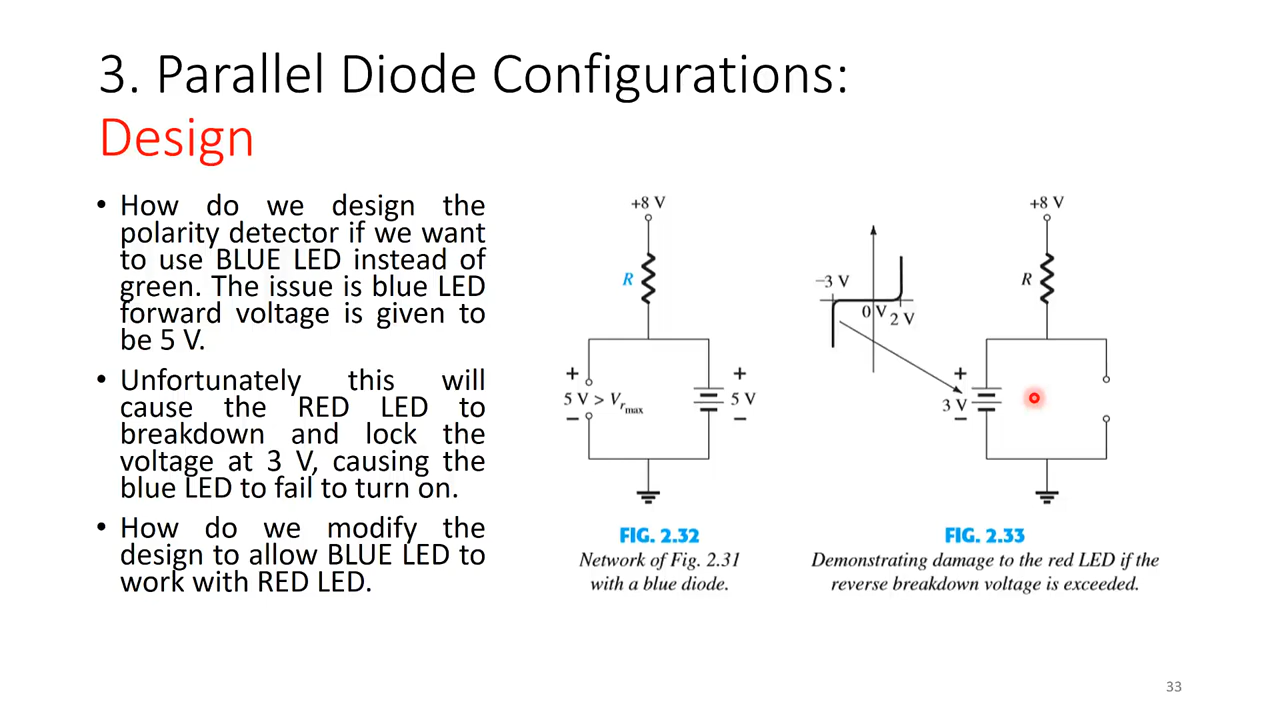 3. Parallel Diode Configurations:
Design
• How do we design the
polarity detector if we want
to use BLUE LED instead of
green. The issue is blue LED
forward voltage is given to
be 5 V.
• Unfortunately this will
cause the RED LED to
breakdown and lock the
voltage at 3 V, causing the
blue LED to fail to turn on.
• How do we modify the
design to allow BLUE LED to
work with RED LED.
+8 V
R
+
5 V > Vrmax
−
+
5 V
−
FIG. 2.32
Network of Fig. 2.31
with a blue diode.
+8 V
R
−3 V
0 V
2 V
+
3 V
−
FIG. 2.33
Demonstrating damage to the red LED if the
reverse breakdown voltage is exceeded.
33